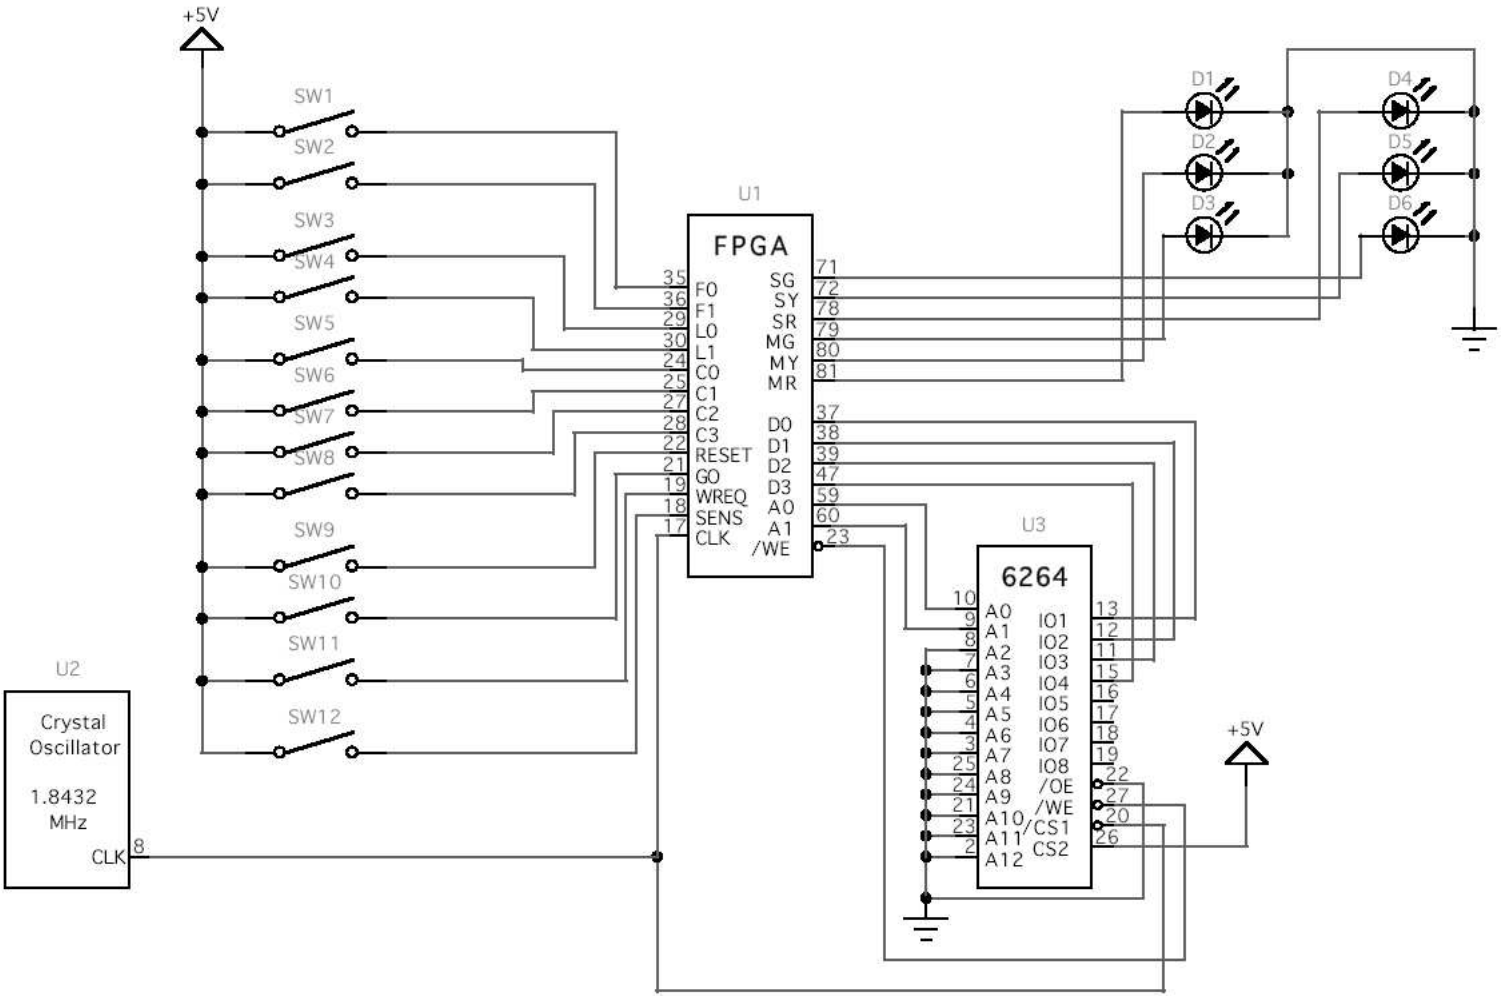 +5V
SW1
SW2
SW3
SW4
SW5
SW6
SW7
SW8
SW9
SW10
SW11
SW12
U2
Crystal
Oscillator
1.8432
MHz
CLK 8
U1
FPGA
35 F0
36 F1
29 L0
30 L1
24 C0
25 C1
27 C2
28 C3
22 RESET
21 GO
19 WREQ
18 SENS
17 CLK
SG 71
SY 72
SR 78
MG 79
MY 80
MR 81
D0 37
D1 38
D2 39
D3 47
A0 59
A1 60
/WE 23
D1
D2
D3
D4
D5
D6
U3
6264
10 A0
9 A1
8 A2
7 A3
6 A4
5 A5
4 A6
3 A7
25 A8
24 A9
21 A10
23 A11
2 A12
IO1 13
IO2 12
IO3 11
IO4 15
IO5 16
IO6 17
IO7 18
IO8 19
/OE 22
/WE 27
/CS1 20
CS2 26
+5V